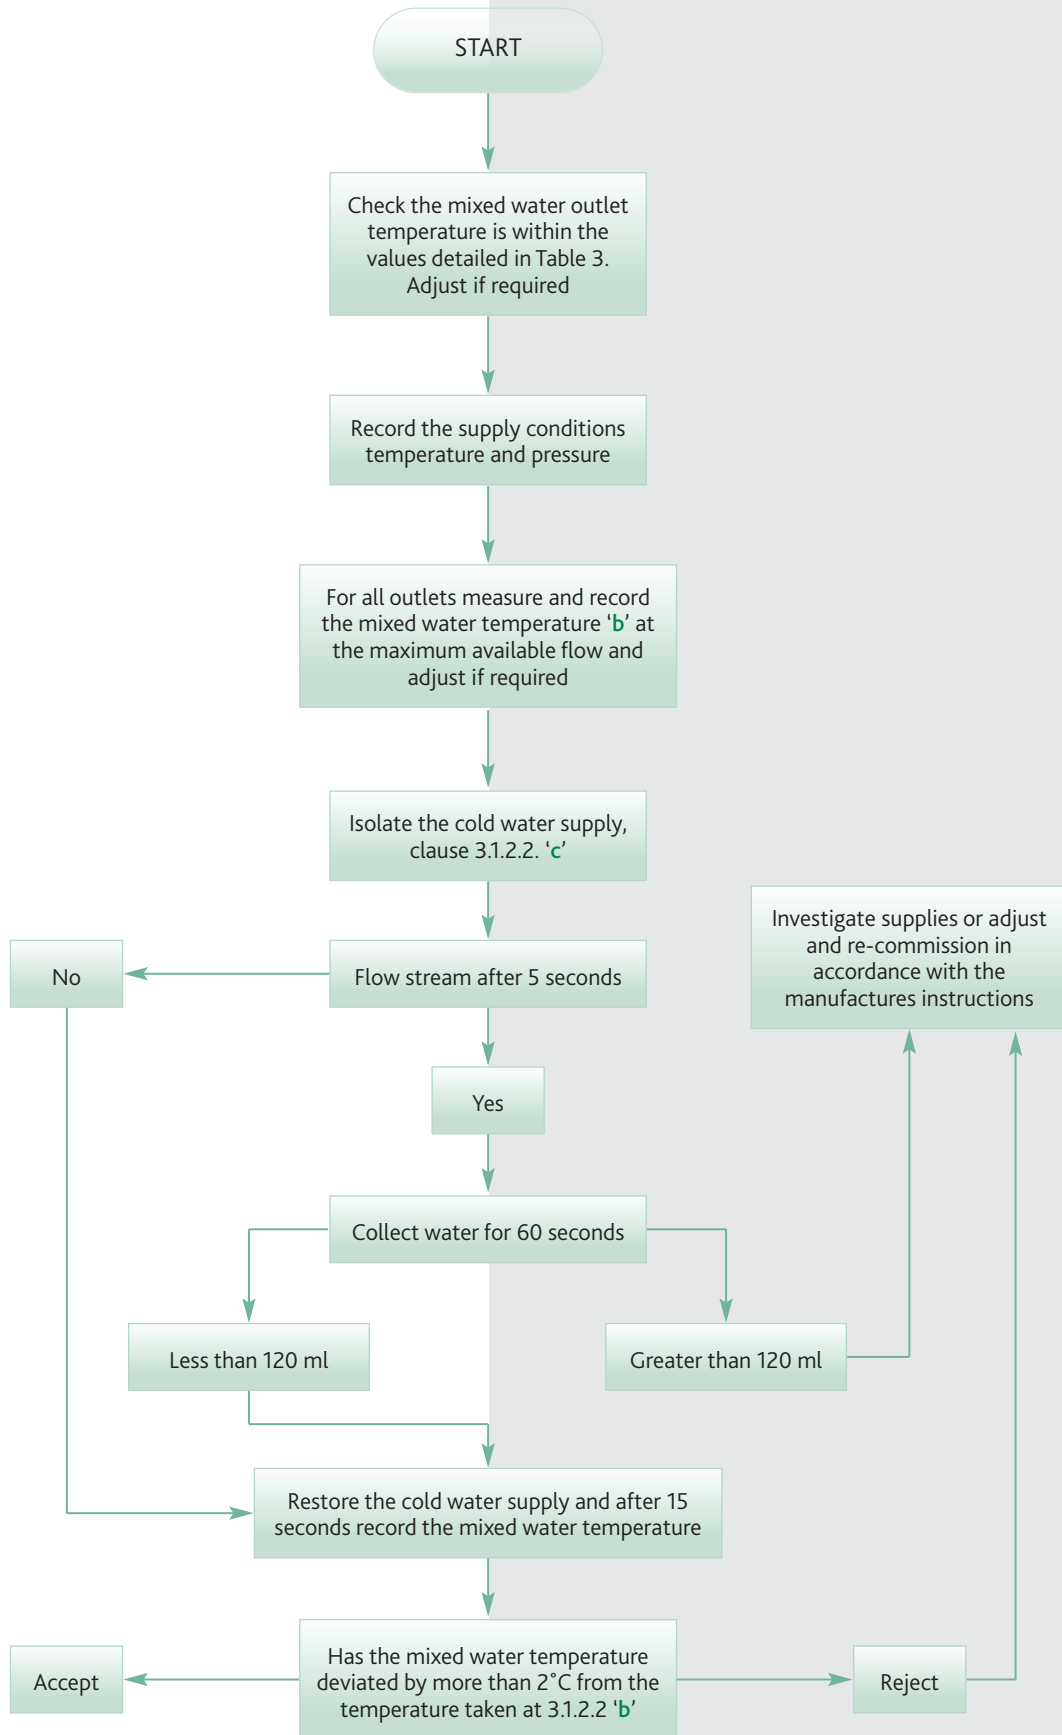 START
Check the mixed water outlet
temperature is within the
values detailed in Table 3.
Adjust if required
Record the supply conditions
temperature and pressure
For all outlets measure and record
the mixed water temperature ‘b’ at
the maximum available flow and
adjust if required
Isolate the cold water supply,
clause 3.1.2.2. ‘c’
Investigate supplies or adjust
and re-commission in
accordance with the
manufactures instructions
No
Flow stream after 5 seconds
Yes
Collect water for 60 seconds
Less than 120 ml
Greater than 120 ml
Restore the cold water supply and after 15
seconds record the mixed water temperature
Accept
Has the mixed water temperature
deviated by more than 2°C from the
temperature taken at 3.1.2.2 ‘b’
Reject